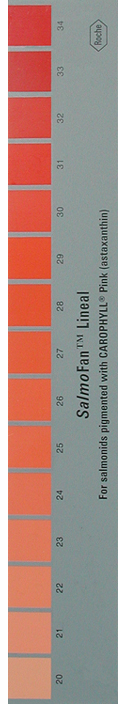 Roche
SalmoFan™ Lineal
For salmonids pigmented with CAROPHYLL® Pink (astaxanthin)
20 21 22 23 24 25 26 27 28 29 30 31 32 33 34